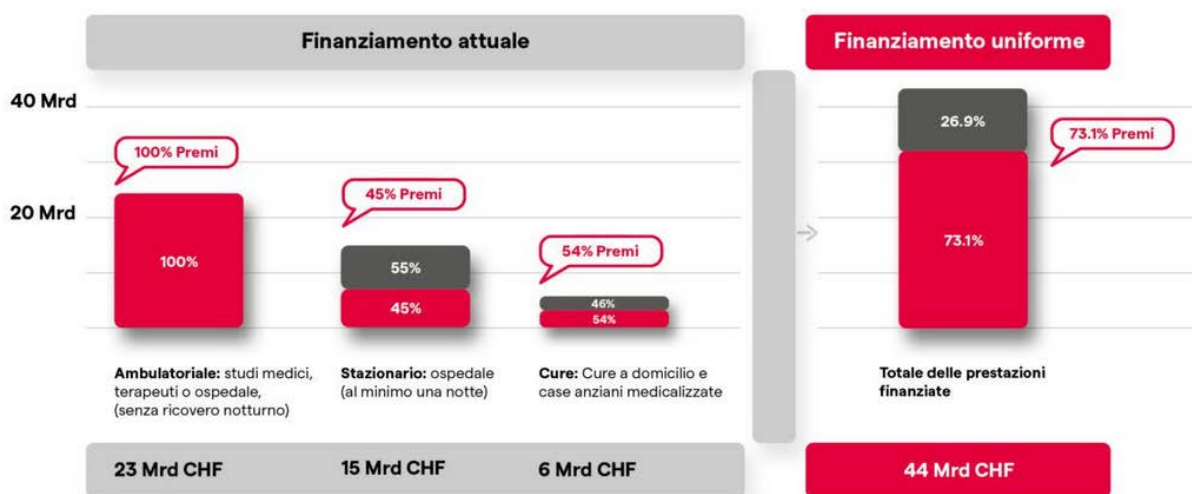 Finanziamento attuale
Finanziamento uniforme
40 Mrd
20 Mrd
100% Premi
100%
45% Premi
55%
45%
54% Premi
46%
54%
26.9%
73.1%
73.1% Premi
Ambulatoriale: studi medici,
terapeuti o ospedale,
(senza ricovero notturno)
Stazionario: ospedale
(al minimo una notte)
Cure: Cure a domicilio e
case anziani medicalizzate
Totale delle prestazioni
finanziate
23 Mrd CHF
15 Mrd CHF
6 Mrd CHF
44 Mrd CHF